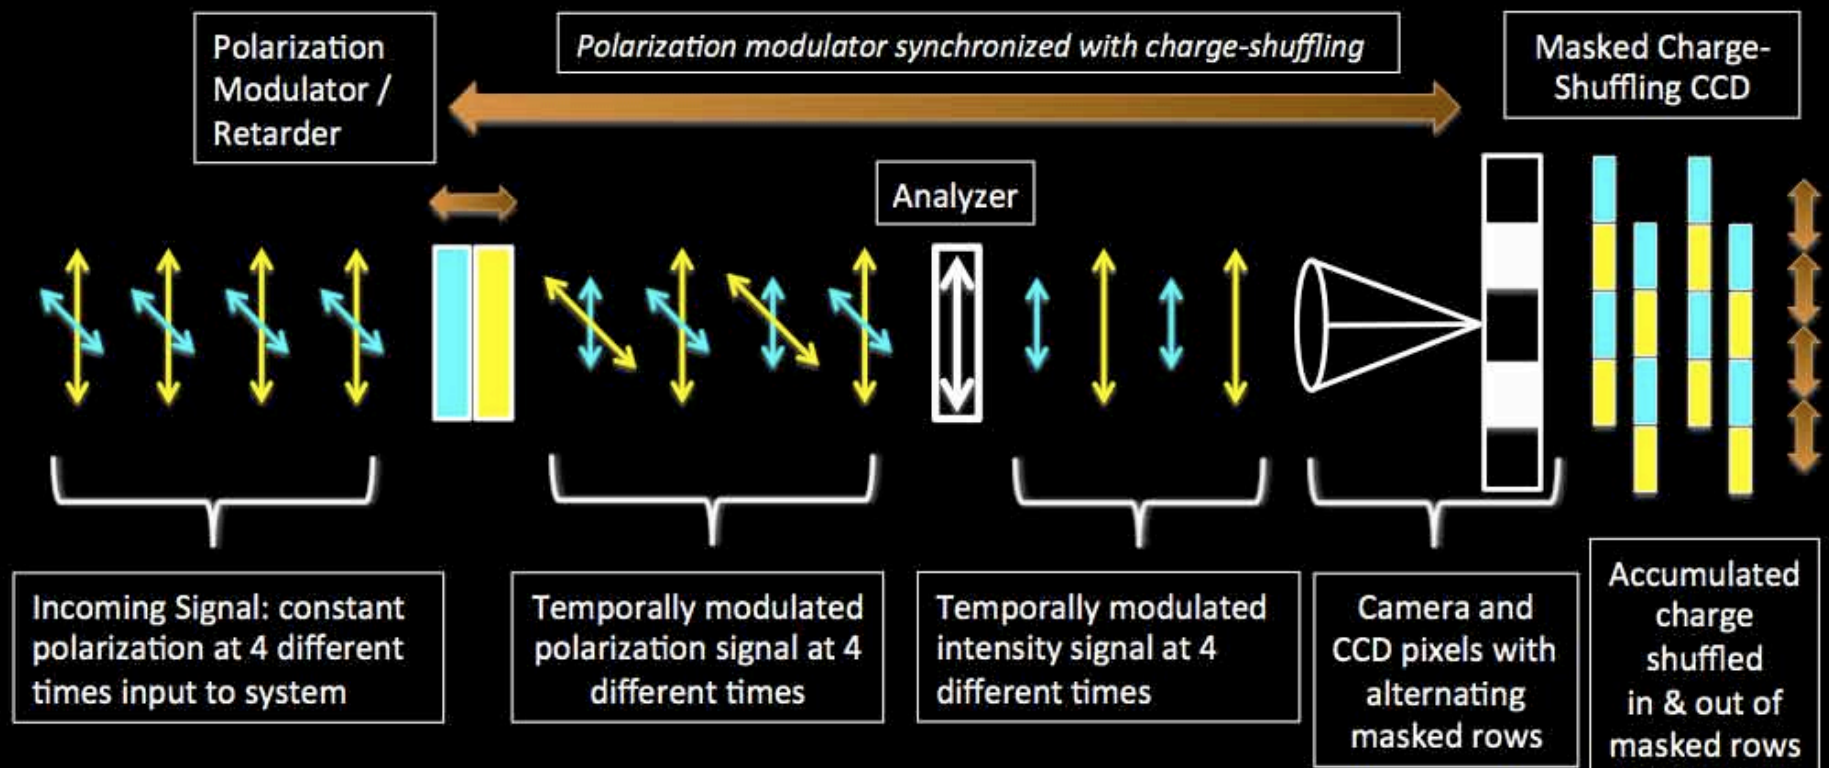 Polarization
Modulator /
Retarder
Polarization modulator synchronized with charge-shuffling
Masked Charge-
Shuffling CCD
Analyzer
Incoming Signal: constant
polarization at 4 different
times input to system
Temporally modulated
polarization signal at 4
different times
Temporally modulated
intensity signal at 4
different times
Camera and
CCD pixels with
alternating
masked rows
Accumulated
charge
shuffled
in & out of
masked rows